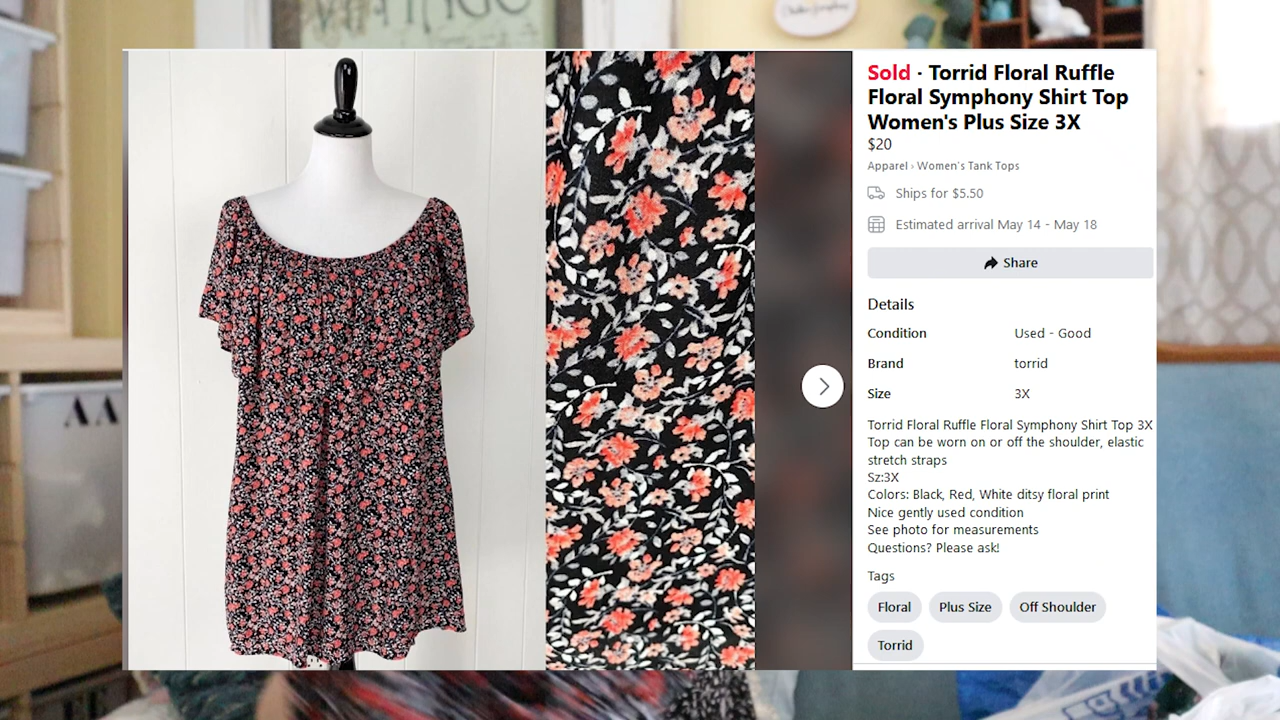 Sold · Torrid Floral Ruffle
Floral Symphony Shirt Top
Women's Plus Size 3X
$20
Apparel › Women's Tank Tops
Ships for $5.50
Estimated arrival May 14 - May 18
Share
Details
Condition Used - Good
Brand torrid
Size 3X
Torrid Floral Ruffle Floral Symphony Shirt Top 3X
Top can be worn on or off the shoulder, elastic
stretch straps
Sz:3X
Colors: Black, Red, White ditsy floral print
Nice gently used condition
See photo for measurements
Questions? Please ask!
Tags
Floral Plus Size Off Shoulder
Torrid
AA